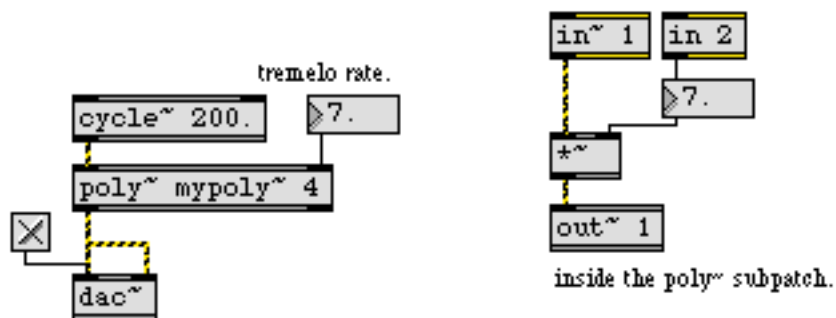 tremelo rate.
cycle~ 200.
7.
poly~ mypoly~ 4
dac~
in~ 1
in 2
7.
*~
out~ 1
inside the poly~ subpatch.